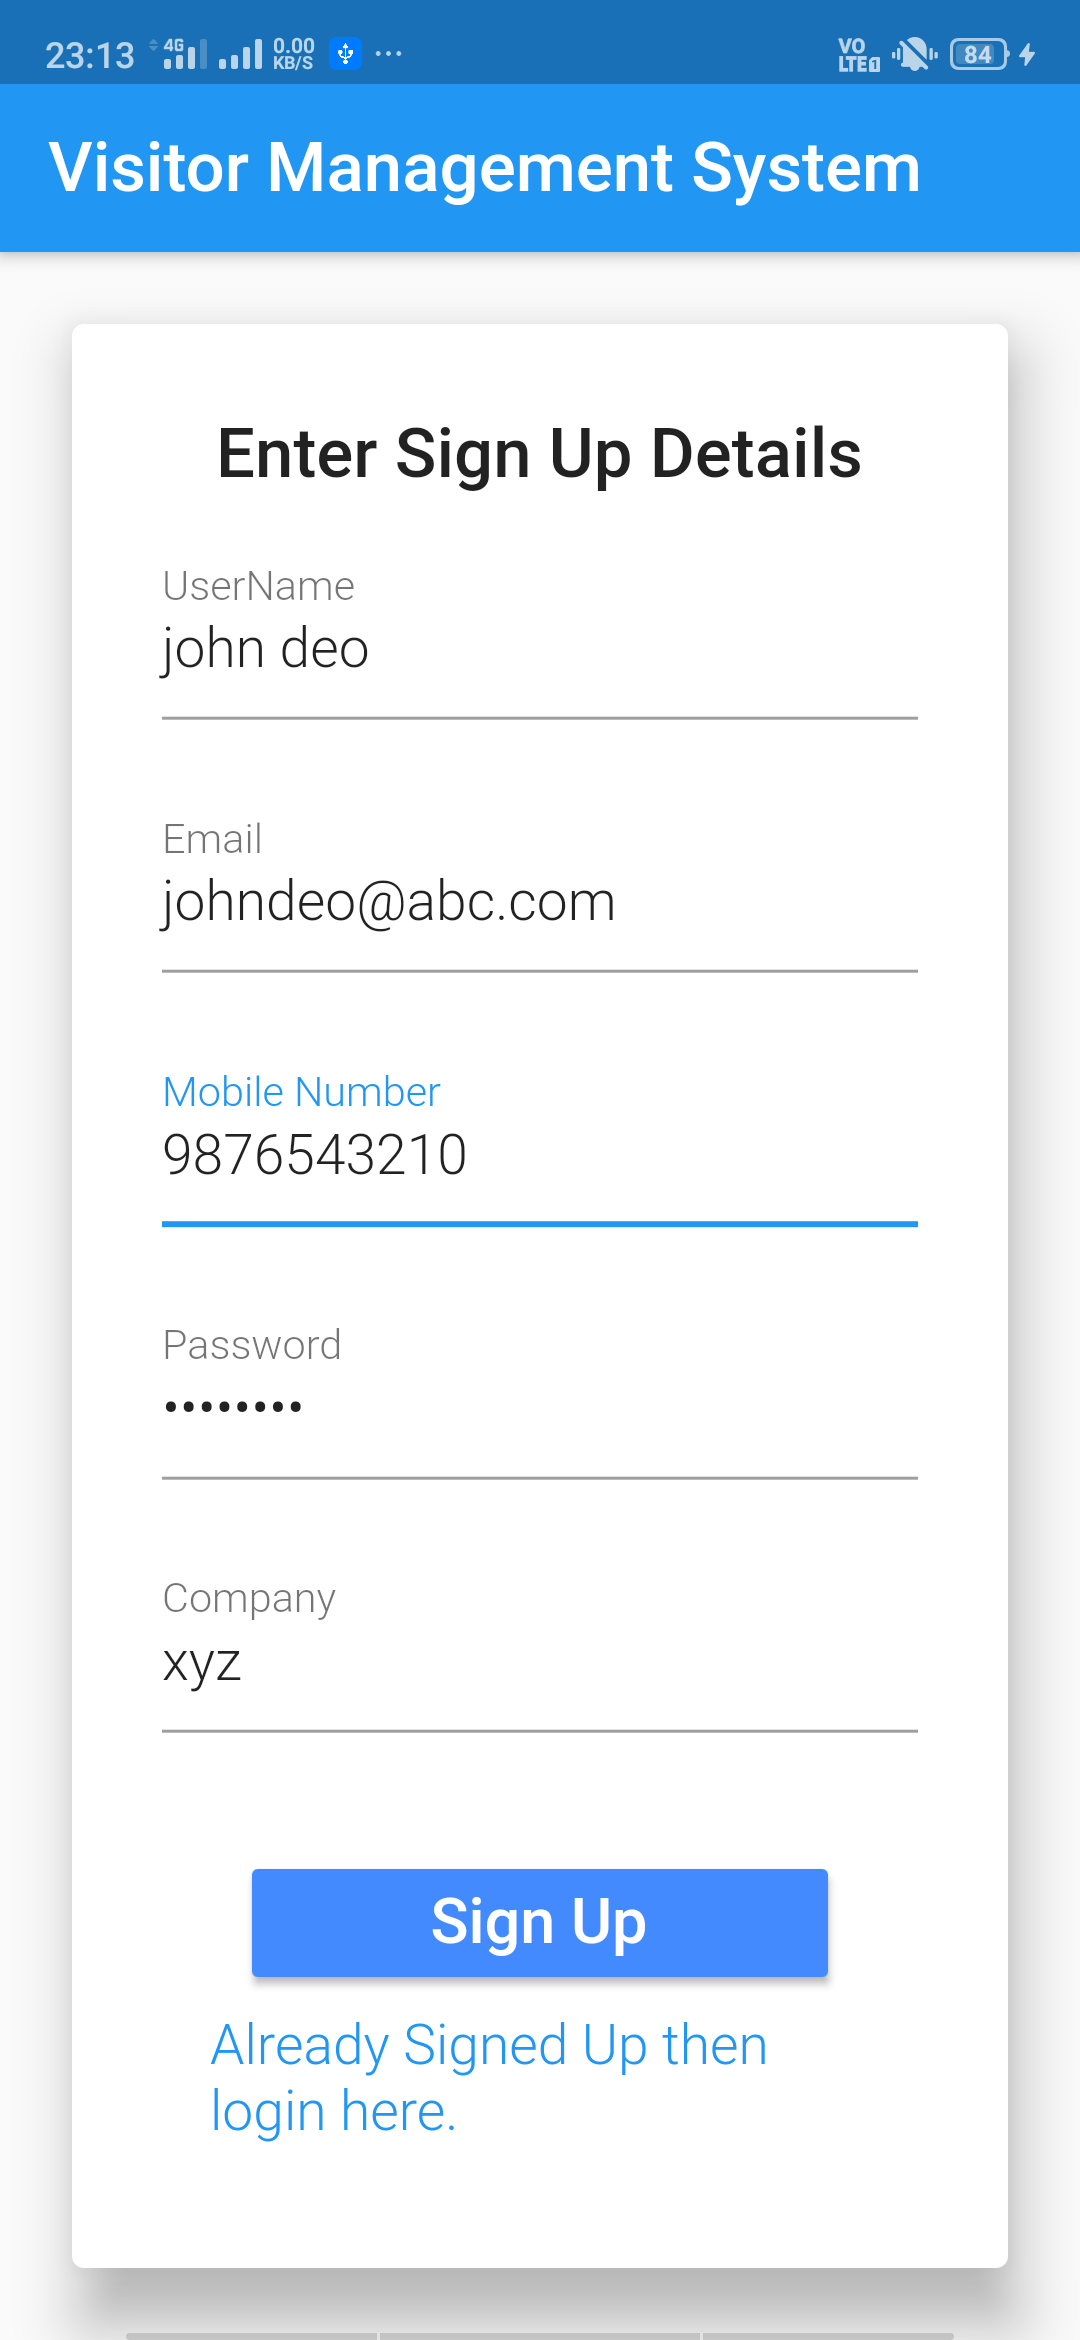 23:13 4G 0.00 KB/S VO LTE 1 84
Visitor Management System
Enter Sign Up Details
UserName
john deo
Email
johndeo@abc.com
Mobile Number
9876543210
Password
••••••••
Company
xyz
Sign Up
Already Signed Up then
login here.